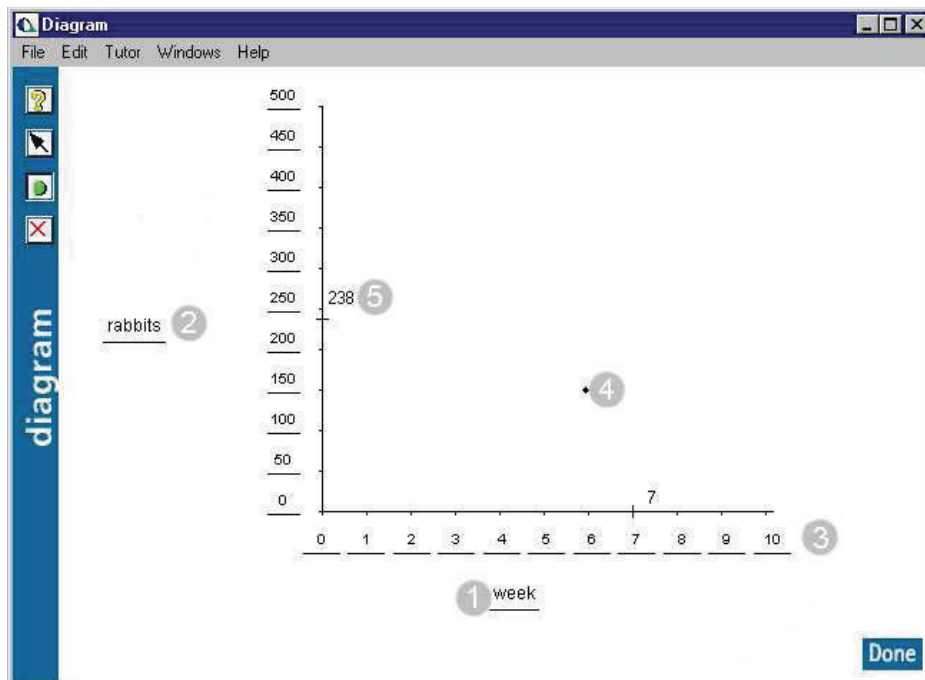 Diagram
File Edit Tutor Windows Help
500
450
400
350
300
250
238 5
rabbits 2
200
150
4
100
50
0
7
0 1 2 3 4 5 6 7 8 9 10 3
1 week
diagram
Done